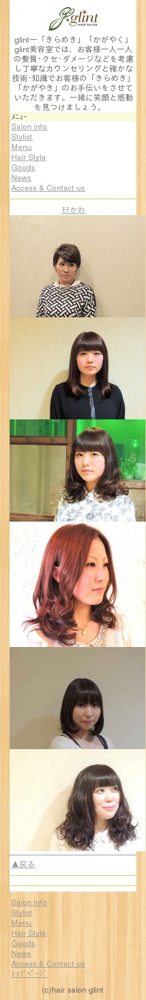 glint
HAIR SALON
glint―「きらめき」「かがやく」
glint美容室では、お客様一人一人
の髪質･クセ･ダメージなどを考慮
し丁寧なカウンセリングと確かな
技術･知識でお客様の「きらめき」
「かがやき」のお手伝いをさせて
いただきます。一緒に笑顔と感動
を見つけましょう。
ﾒﾆｭｰ
Salon info
Stylist
Menu
Hair Style
Goods
News
Access & Contact us
ﾓﾃかわ
▲戻る
Salon info
Stylist
Menu
Hair Style
Goods
News
Access & Contact us
ﾄｯﾌﾟﾍﾟｰｼﾞ
(c)hair salon glint